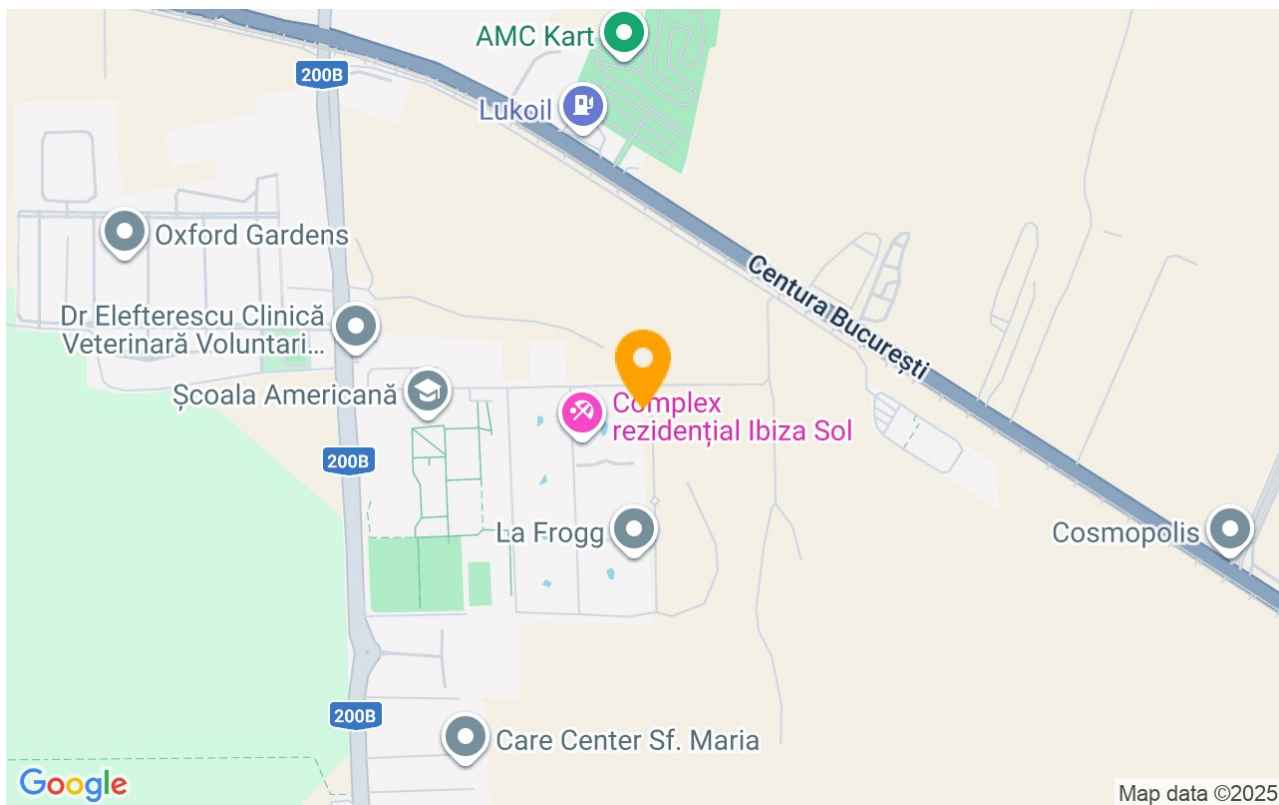 AMC Kart
200B
Lukoil
Oxford Gardens
Centura București
Dr Elefterescu Clinică
Veterinară Voluntari...
Școala Americană
Complex
rezidențial Ibiza Sol
200B
La Frogg
Cosmopolis
200B
Care Center Sf. Maria
Google
Map data ©2025